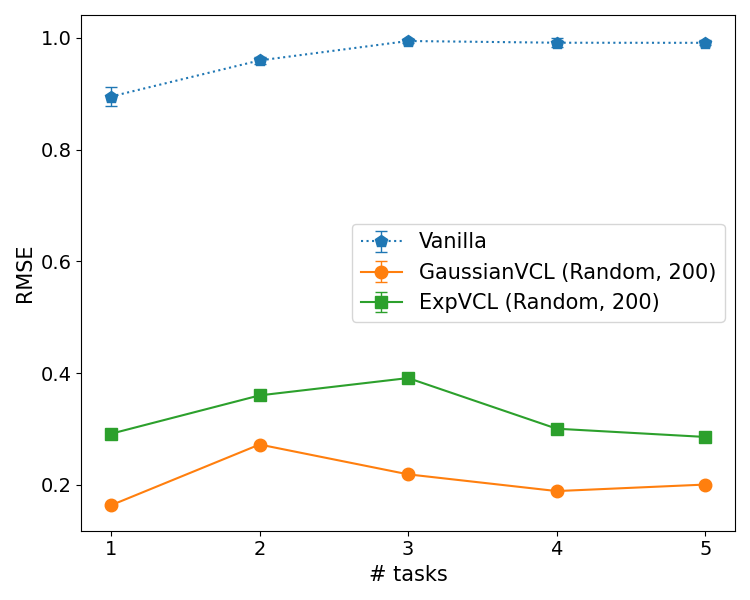 1.0
0.8
0.6
0.4
0.2
RMSE
Vanilla
GaussianVCL (Random, 200)
ExpVCL (Random, 200)
1 2 3 4 5
# tasks